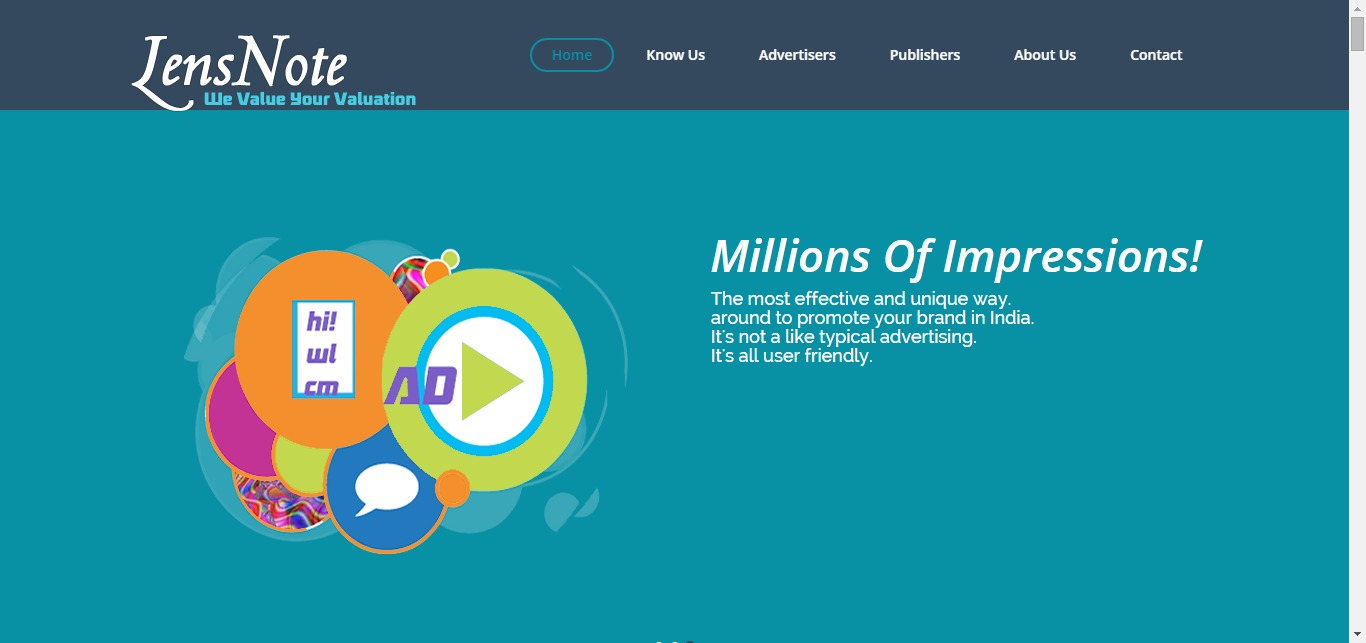 LensNote
We Value Your Valuation
Home Know Us Advertisers Publishers About Us Contact
Millions Of Impressions!
The most effective and unique way.
around to promote your brand in India.
It's not a like typical advertising.
It's all user friendly.
hi!
wl
cm
AD